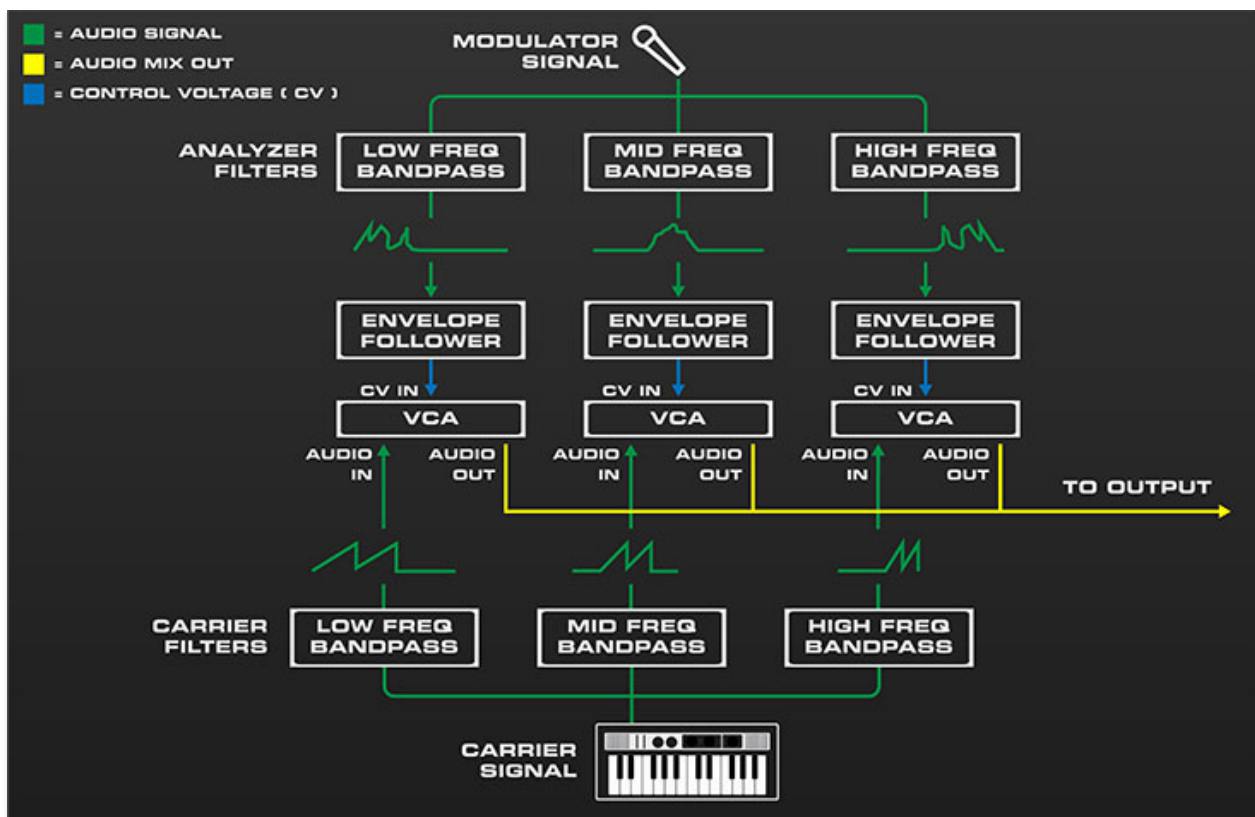 = AUDIO SIGNAL
= AUDIO MIX OUT
= CONTROL VOLTAGE ( CV )
MODULATOR
SIGNAL
ANALYZER
FILTERS
LOW FREQ
BANDPASS
MID FREQ
BANDPASS
HIGH FREQ
BANDPASS
ENVELOPE
FOLLOWER
ENVELOPE
FOLLOWER
ENVELOPE
FOLLOWER
CV IN
CV IN
CV IN
VCA
VCA
VCA
AUDIO
IN
AUDIO
OUT
AUDIO
IN
AUDIO
OUT
AUDIO
IN
AUDIO
OUT
TO OUTPUT
CARRIER
FILTERS
LOW FREQ
BANDPASS
MID FREQ
BANDPASS
HIGH FREQ
BANDPASS
CARRIER
SIGNAL